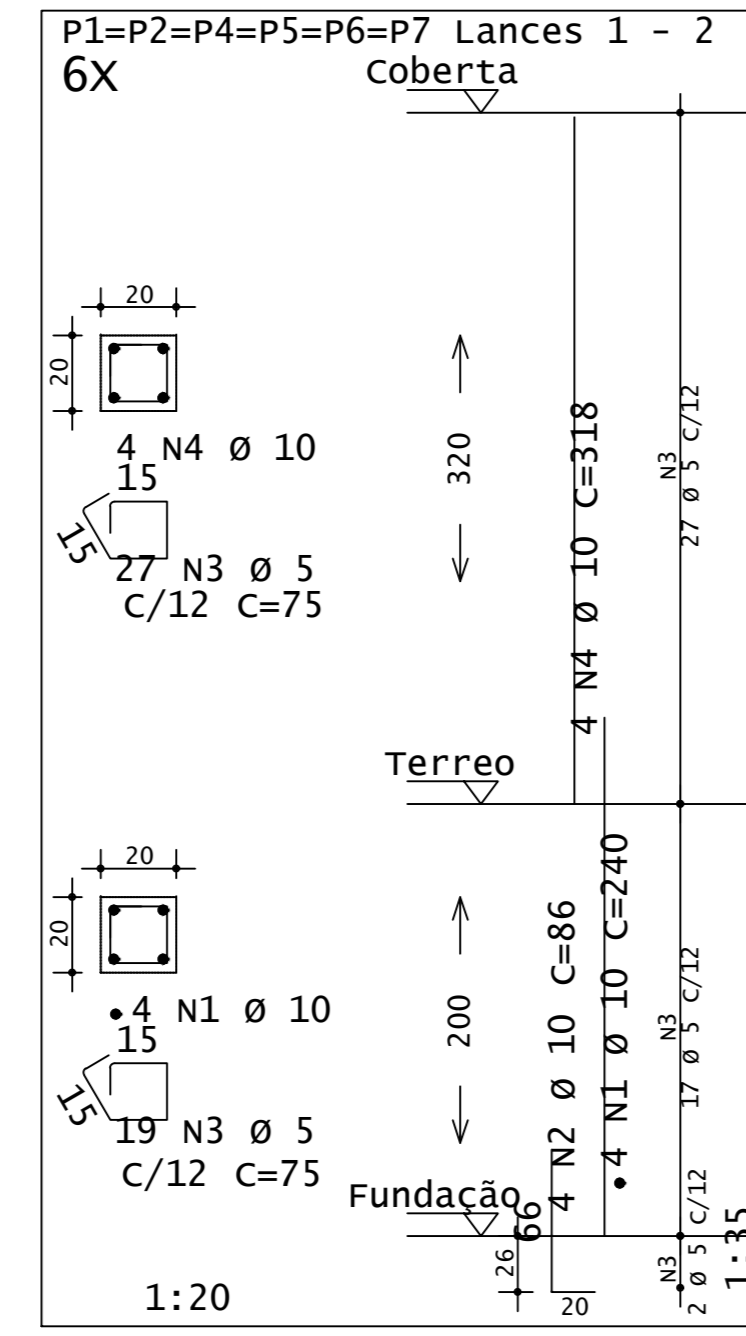 P1=P2=P4=P5=P6=P7 Lances 1 - 2
6X
Coberta
20
20
4 N4 Ø 10
15
15
27 N3 Ø 5
C/12 C=75
320
4 N4 Ø 10 C=318
N3
27 Ø 5 C/12
Terreo
20
20
4 N1 Ø 10
15
15
19 N3 Ø 5
C/12 C=75
200
4 N2 Ø 10 C=86
4 N1 Ø 10 C=240
N3
17 Ø 5 C/12
Fundação
66
26
20
N3
2 Ø 5 C/12
1:35
1:20